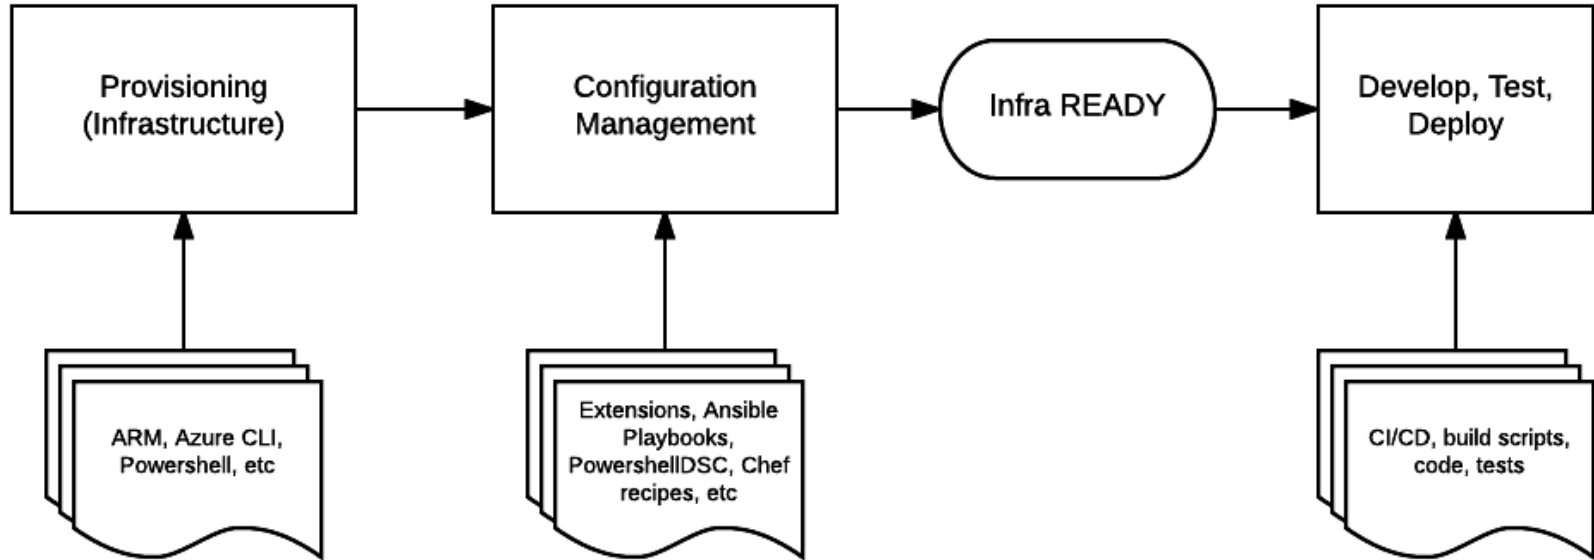 Provisioning
(Infrastructure)
Configuration
Management
Infra READY
Develop, Test,
Deploy
ARM, Azure CLI,
Powershell, etc
Extensions, Ansible
Playbooks,
PowershellDSC, Chef
recipes, etc
CI/CD, build scripts,
code, tests